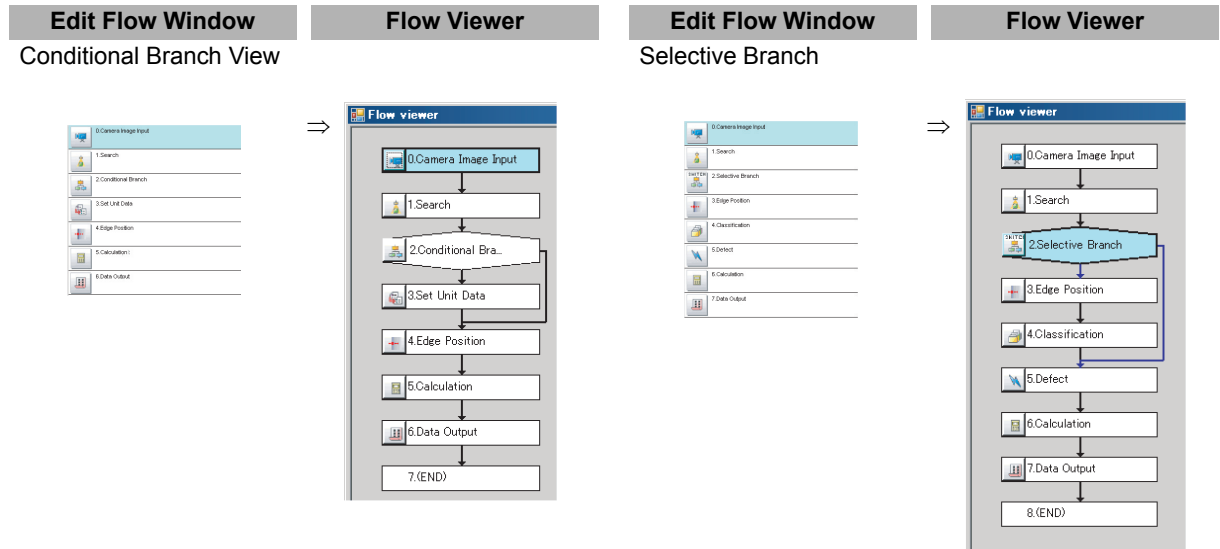 Edit Flow Window
Flow Viewer
Conditional Branch View
0.Camera Image Input
1.Search
2.Conditional Branch
3.Set Unit Data
4.Edge Position
5.Calculation
6.Data Output
⇒
Flow viewer
0.Camera Image Input
1.Search
2.Conditional Bra...
3.Set Unit Data
4.Edge Position
5.Calculation
6.Data Output
7.(END)
Edit Flow Window
Flow Viewer
Selective Branch
0.Camera Image Input
1.Search
SWITCH
2.Selective Branch
3.Edge Position
4.Classification
5.Defect
6.Calculation
7.Data Output
⇒
Flow viewer
0.Camera Image Input
1.Search
SWITCH
2.Selective Branch
3.Edge Position
4.Classification
5.Defect
6.Calculation
7.Data Output
8.(END)